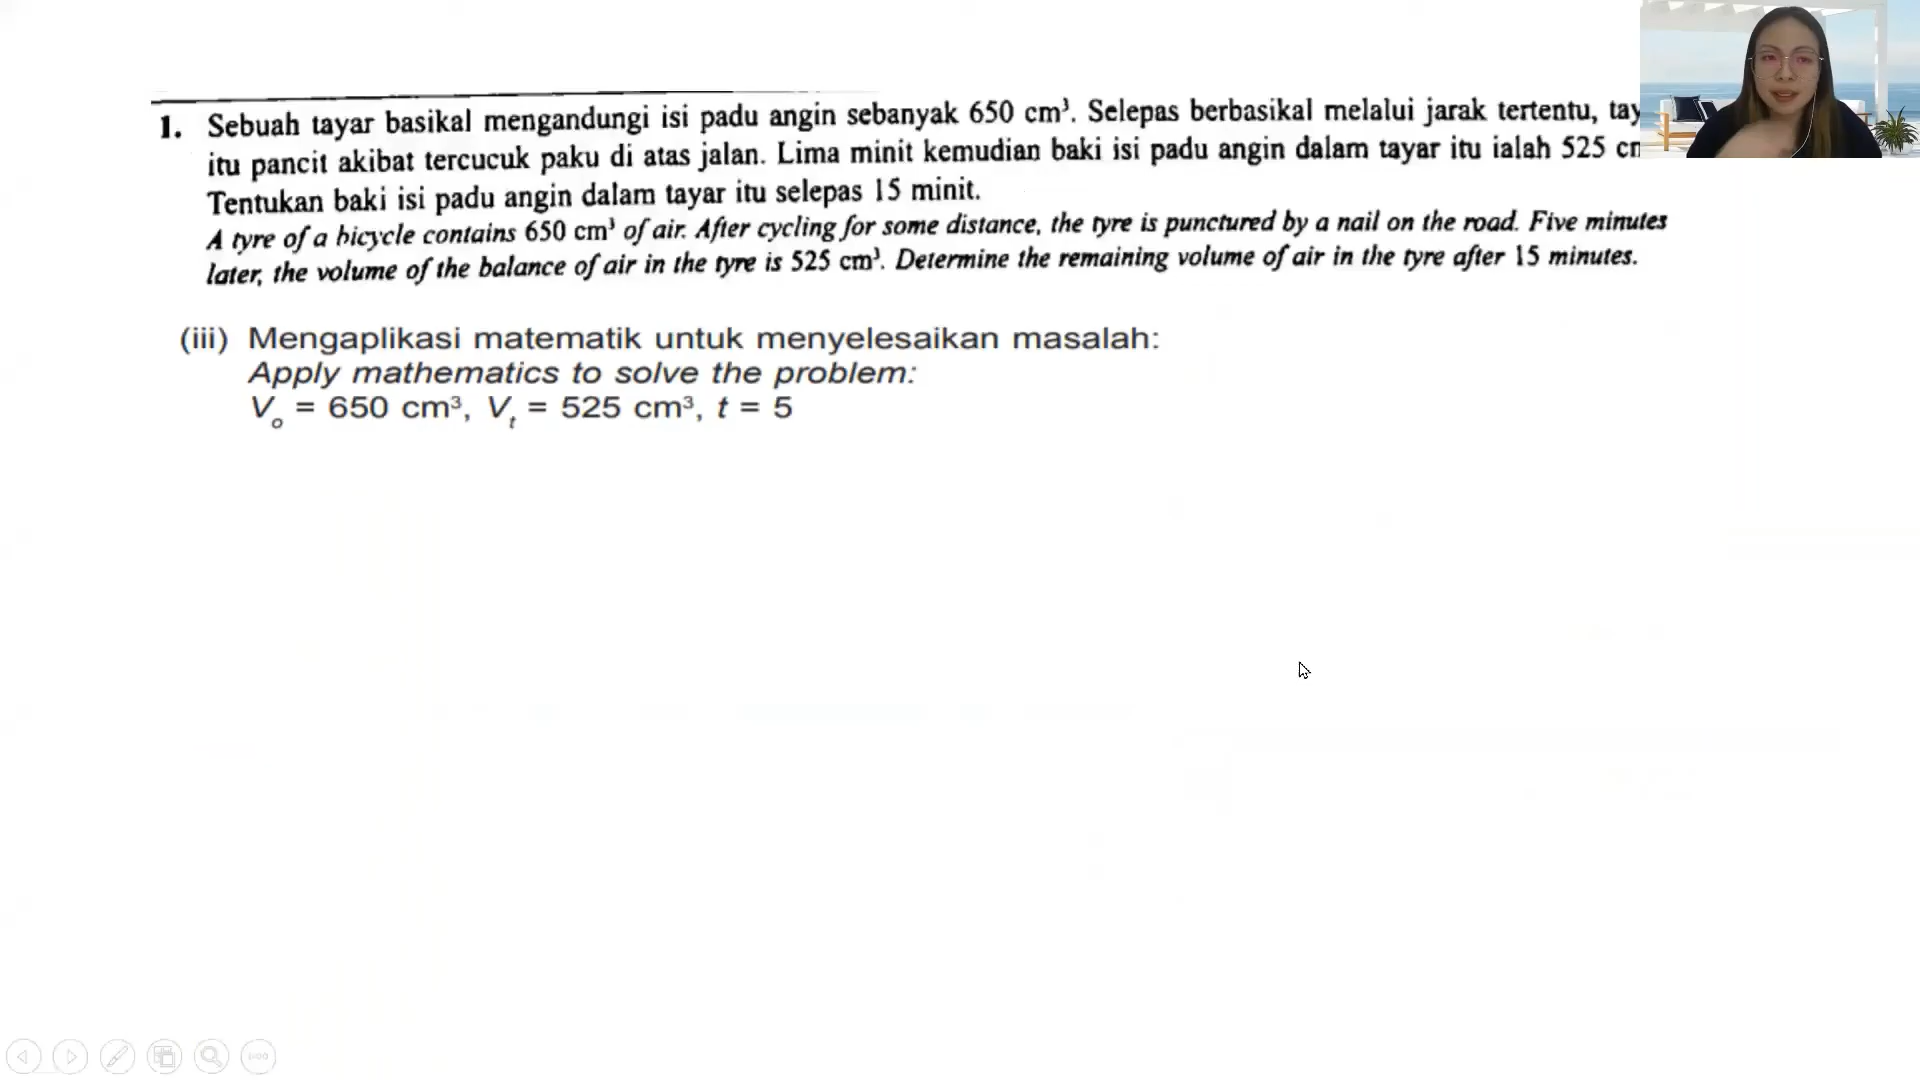 1. Sebuah tayar basikal mengandungi isi padu angin sebanyak 650 cm³. Selepas berbasikal melalui jarak tertentu,
itu pancit akibat tercucuk paku di atas jalan. Lima minit kemudian baki isi padu angin dalam tayar itu ialah 525
Tentukan baki isi padu angin dalam tayar itu selepas 15 minit.
A tyre of a bicycle contains 650 cm³ of air. After cycling for some distance, the tyre is punctured by a nail on the road. Five minutes
later, the volume of the balance of air in the tyre is 525 cm³. Determine the remaining volume of air in the tyre after 15 minutes.
(iii) Mengaplikasi matematik untuk menyelesaikan masalah:
Apply mathematics to solve the problem:
Vₒ = 650 cm³, Vₜ = 525 cm³, t = 5